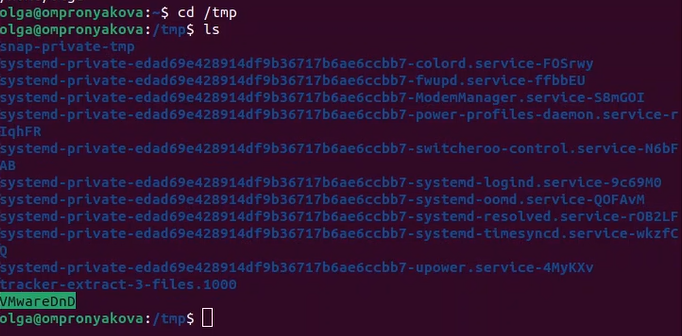 olga@ompronyakova:~$ cd /tmp
olga@ompronyakova:/tmp$ ls
snap-private-tmp
systemd-private-edad69e428914df9b36717b6ae6ccbb7-colord.service-FOSrwy
systemd-private-edad69e428914df9b36717b6ae6ccbb7-fwupd.service-ffbbEU
systemd-private-edad69e428914df9b36717b6ae6ccbb7-ModemManager.service-S8mGOI
systemd-private-edad69e428914df9b36717b6ae6ccbb7-power-profiles-daemon.service-r
IqhFR
systemd-private-edad69e428914df9b36717b6ae6ccbb7-switcheroo-control.service-N6bF
AB
systemd-private-edad69e428914df9b36717b6ae6ccbb7-systemd-logind.service-9c69M0
systemd-private-edad69e428914df9b36717b6ae6ccbb7-systemd-oomd.service-QOFAvM
systemd-private-edad69e428914df9b36717b6ae6ccbb7-systemd-resolved.service-rOB2LF
systemd-private-edad69e428914df9b36717b6ae6ccbb7-systemd-timesyncd.service-wkzfC
Q
systemd-private-edad69e428914df9b36717b6ae6ccbb7-upower.service-4MyKXv
tracker-extract-3-files.1000
VMwareDnD
olga@ompronyakova:/tmp$